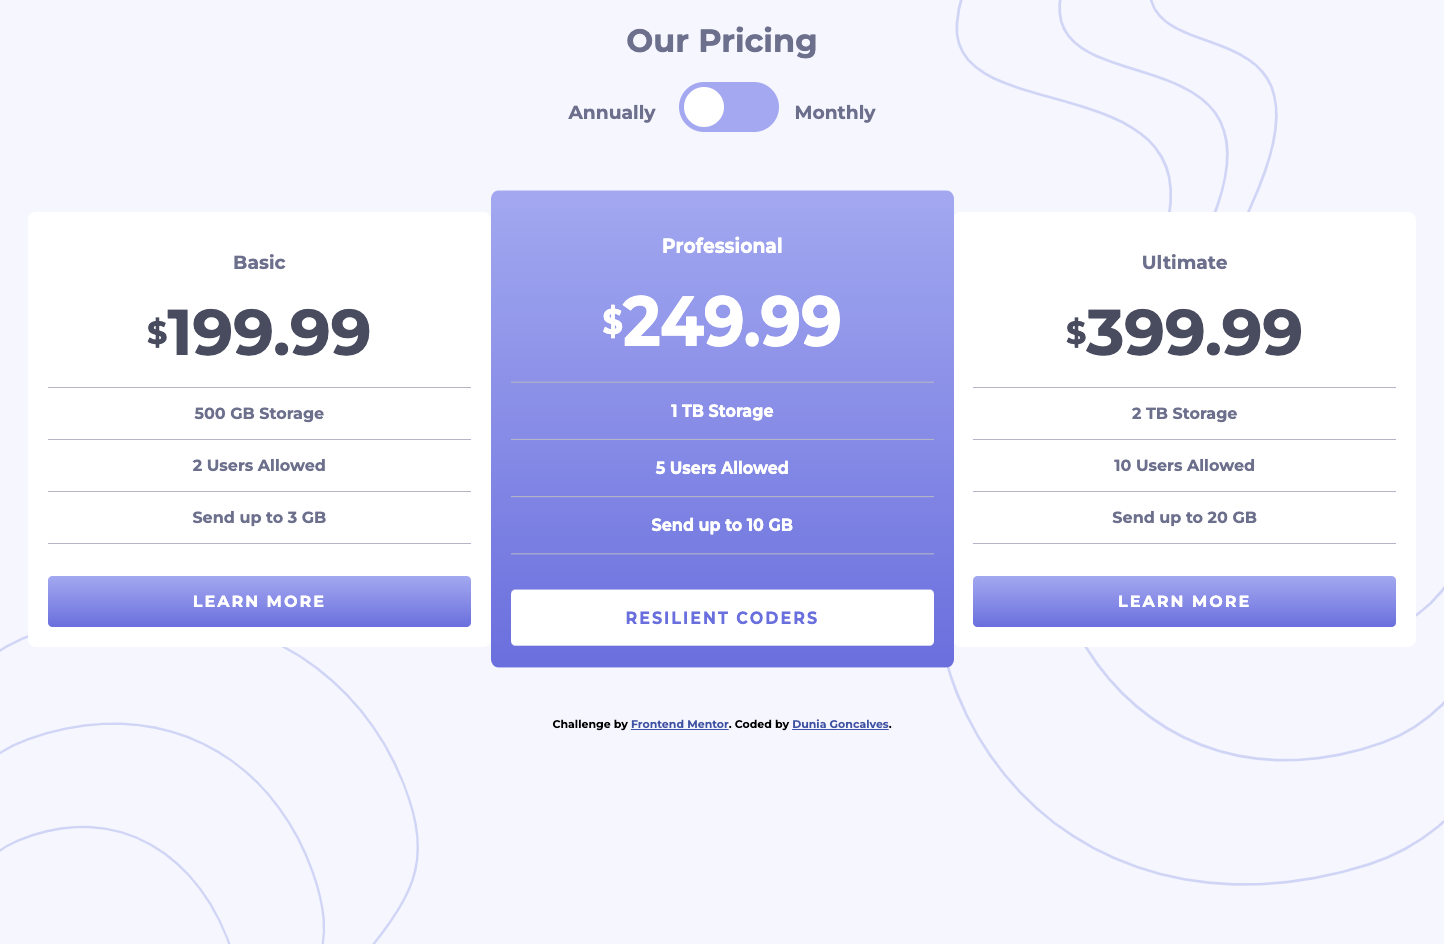 Our Pricing
Annually Monthly
Basic
$199.99
500 GB Storage
2 Users Allowed
Send up to 3 GB
LEARN MORE
Professional
$249.99
1 TB Storage
5 Users Allowed
Send up to 10 GB
RESILIENT CODERS
Ultimate
$399.99
2 TB Storage
10 Users Allowed
Send up to 20 GB
LEARN MORE
Challenge by Frontend Mentor. Coded by Dunia Goncalves.